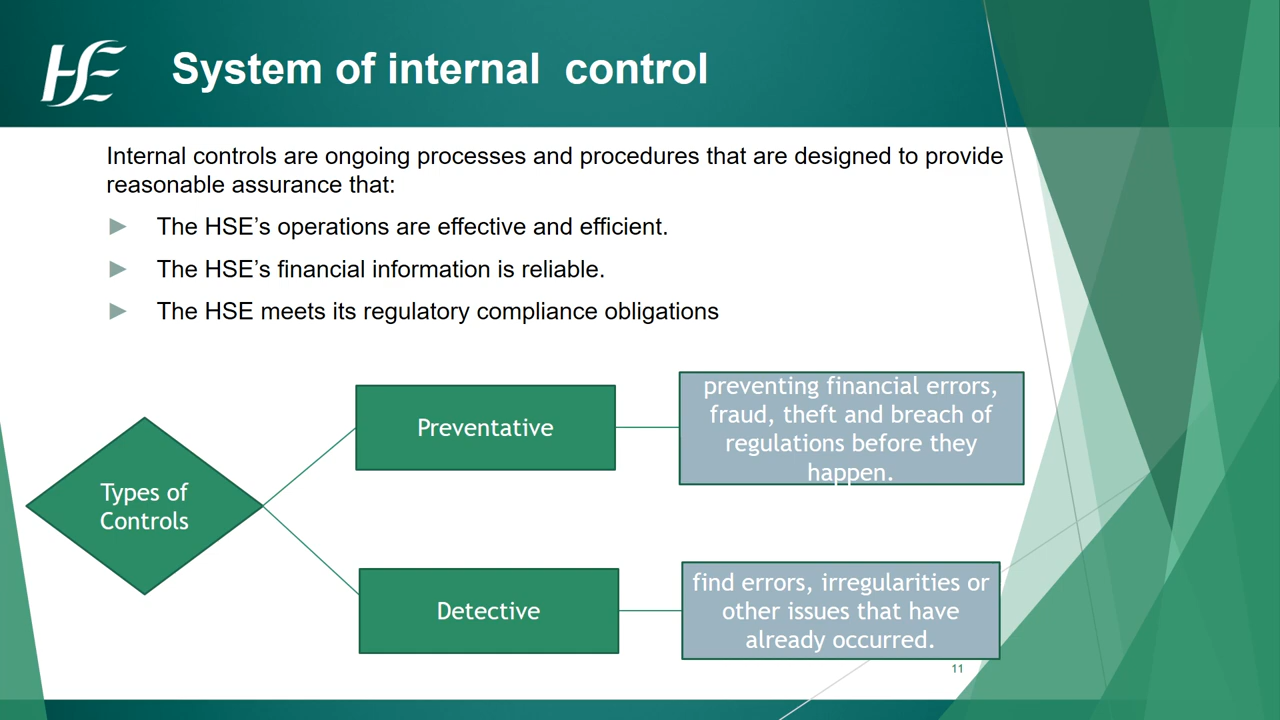 HSE
System of internal  control
Internal controls are ongoing processes and procedures that are designed to provide
reasonable assurance that:
The HSE’s operations are effective and efficient.
The HSE’s financial information is reliable.
The HSE meets its regulatory compliance obligations
Types of
Controls
Preventative
preventing financial errors,
fraud, theft and breach of
regulations before they
happen.
Detective
find errors, irregularities or
other issues that have
already occurred.
11